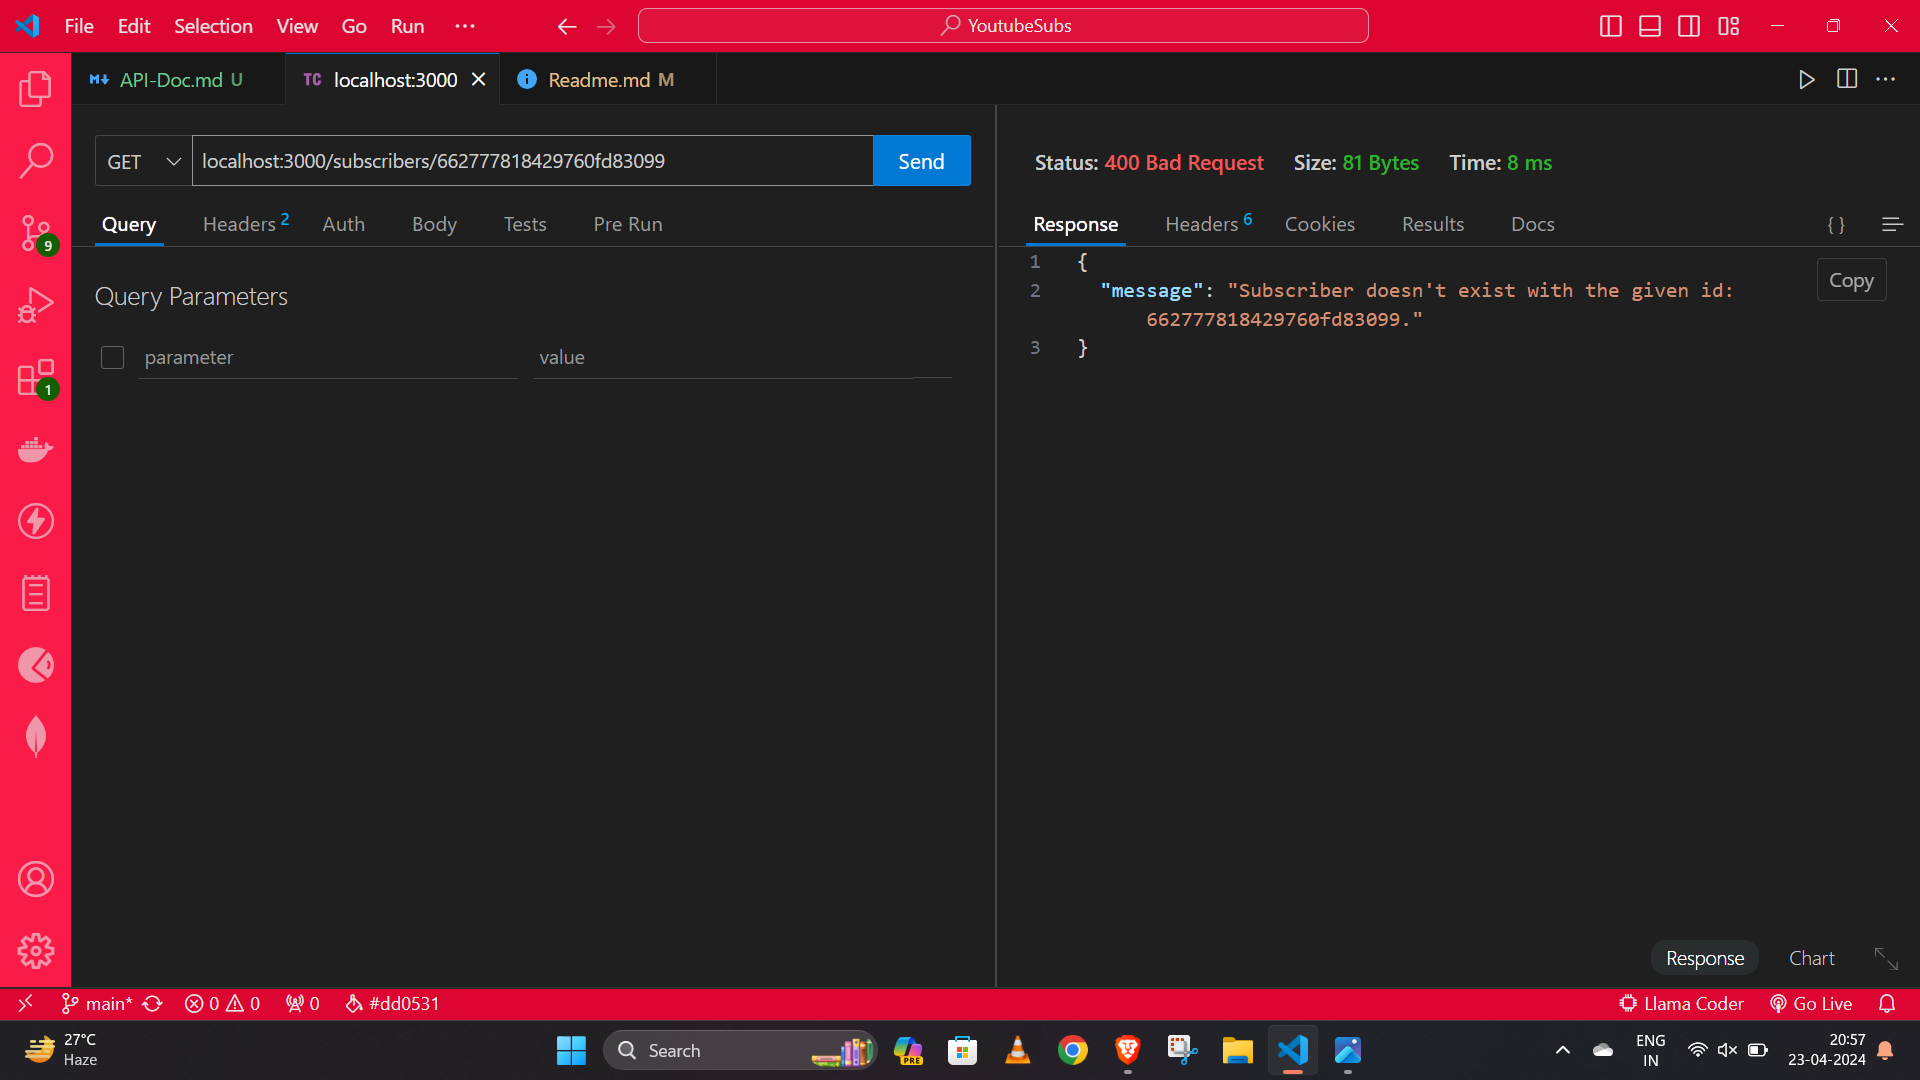 File Edit Selection View Go Run ··· YoutubeSubs
API-Doc.md U TC localhost:3000 Readme.md M
GET localhost:3000/subscribers/662777818429760fd83099 Send
Query Headers 2 Auth Body Tests Pre Run
Query Parameters
parameter value
Status: 400 Bad Request Size: 81 Bytes Time: 8 ms
Response Headers 6 Cookies Results Docs { }
1 {
2 "message": "Subscriber doesn't exist with the given id:
662777818429760fd83099."
3 }
Copy
9
1
Response Chart
main* 0 0 0 #dd0531 Llama Coder Go Live
27°C
Haze
Search
PRE
ENG
IN
20:57
23-04-2024